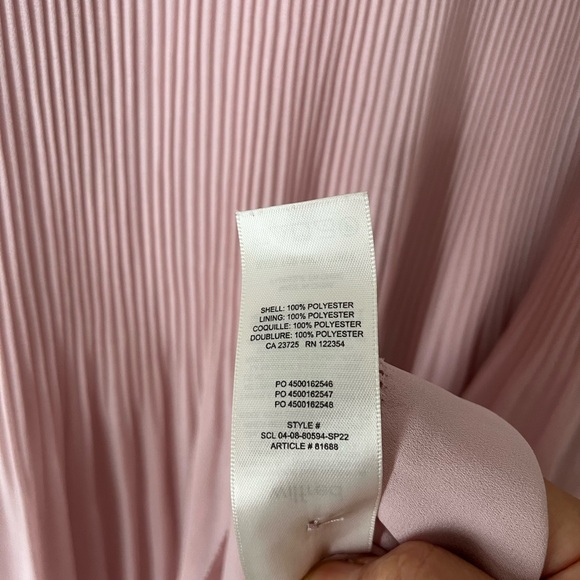 SHELL: 100% POLYESTER
LINING: 100% POLYESTER
COQUILLE: 100% POLYESTER
DOUBLURE: 100% POLYESTER
CA 23725 RN 122354
PO 4500162546
PO 4500162547
PO 4500162548
STYLE #
SCL 04-08-80594-SP22
ARTICLE # 81688
wilfred